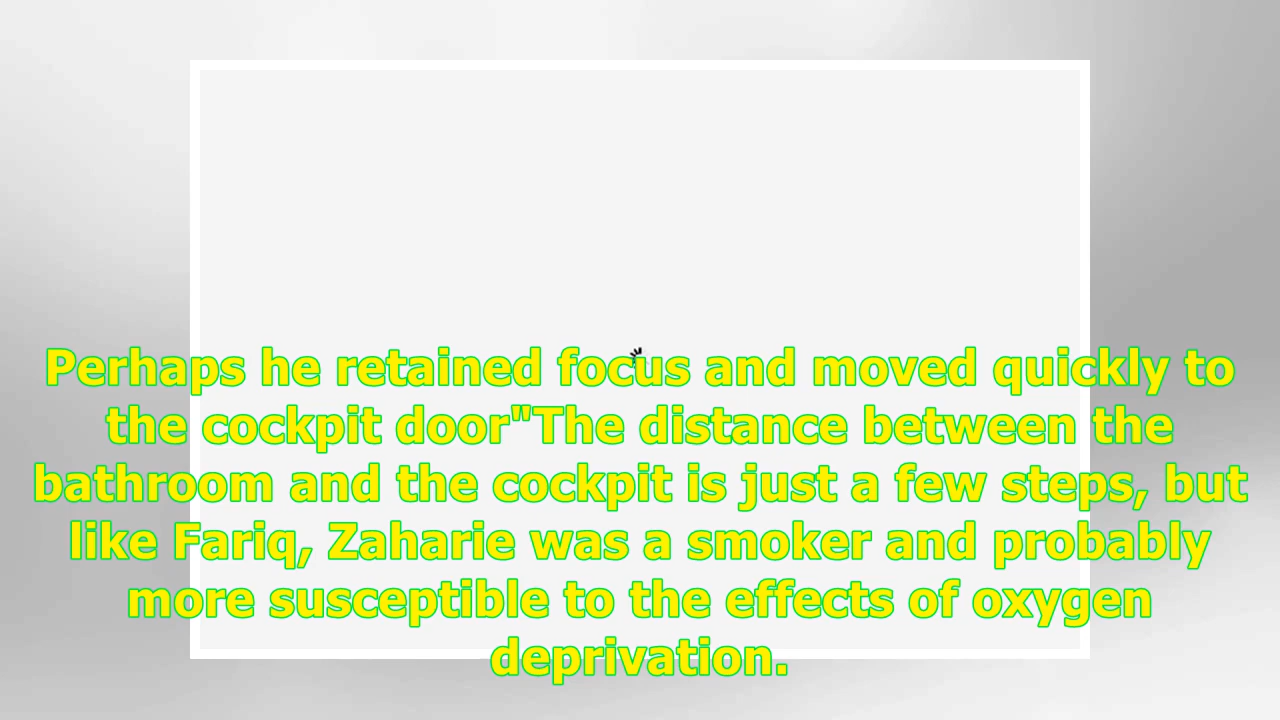 Perhaps he retained focus and moved quickly to
the cockpit door"The distance between the
bathroom and the cockpit is just a few steps, but
like Fariq, Zaharie was a smoker and probably
more susceptible to the effects of oxygen
deprivation.